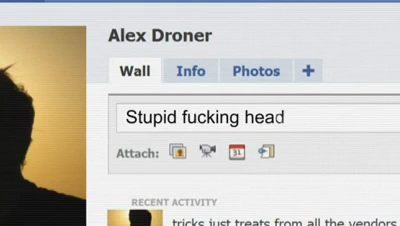 Alex Droner
Wall Info Photos +
Stupid fucking head
Attach:
31
RECENT ACTIVITY
tricks just treats from all the vendors